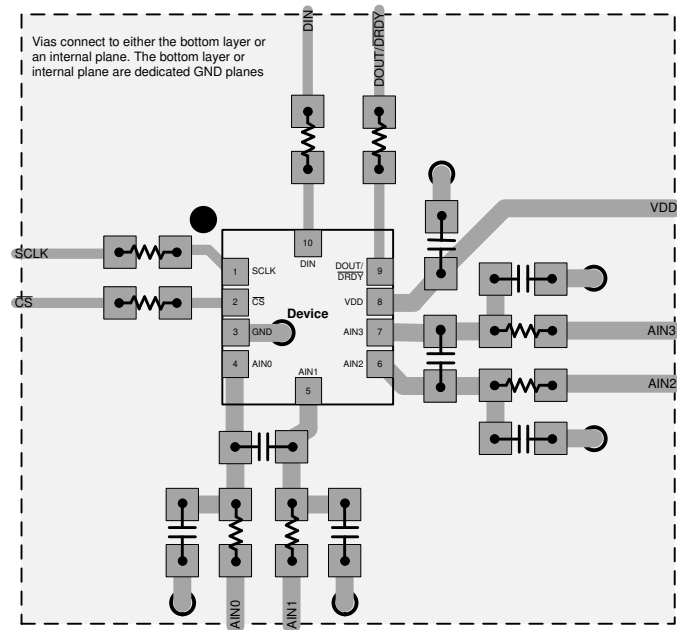 Vias connect to either the bottom layer or
an internal plane. The bottom layer or
internal plane are dedicated GND planes
DIN
DOUT/DRDY
VDD
SCLK
CS
10
DIN
1
SCLK
DOUT/
DRDY
9
2
CS
Device
VDD
8
3
GND
AIN3
7
AIN3
4
AIN0
AIN1
5
AIN2
6
AIN2
AIN0
AIN1